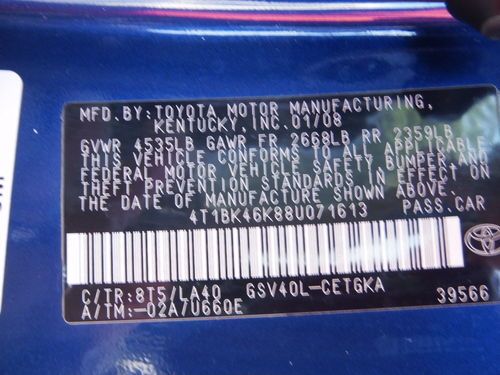 MFD. BY: TOYOTA MOTOR MANUFACTURING,
KENTUCKY, INC. 01/08
GVWR 4535LB GAWR FR 2668LB RR 2359LB
THIS VEHICLE CONFORMS TO ALL APPLICABLE
FEDERAL MOTOR VEHICLE SAFETY, BUMPER, AND
THEFT PREVENTION STANDARDS IN EFFECT ON
THE DATE OF MANUFACTURE SHOWN ABOVE.
4T1BK46K88U071613 PASS.CAR
C/TR:8T5/LA40 GSV40L-CETGKA
A/TM:-02A/U660E 39566